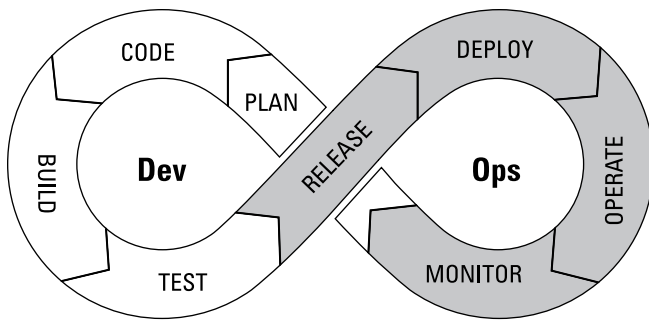 PLAN
CODE
BUILD
TEST
RELEASE
DEPLOY
OPERATE
MONITOR
Dev
Ops